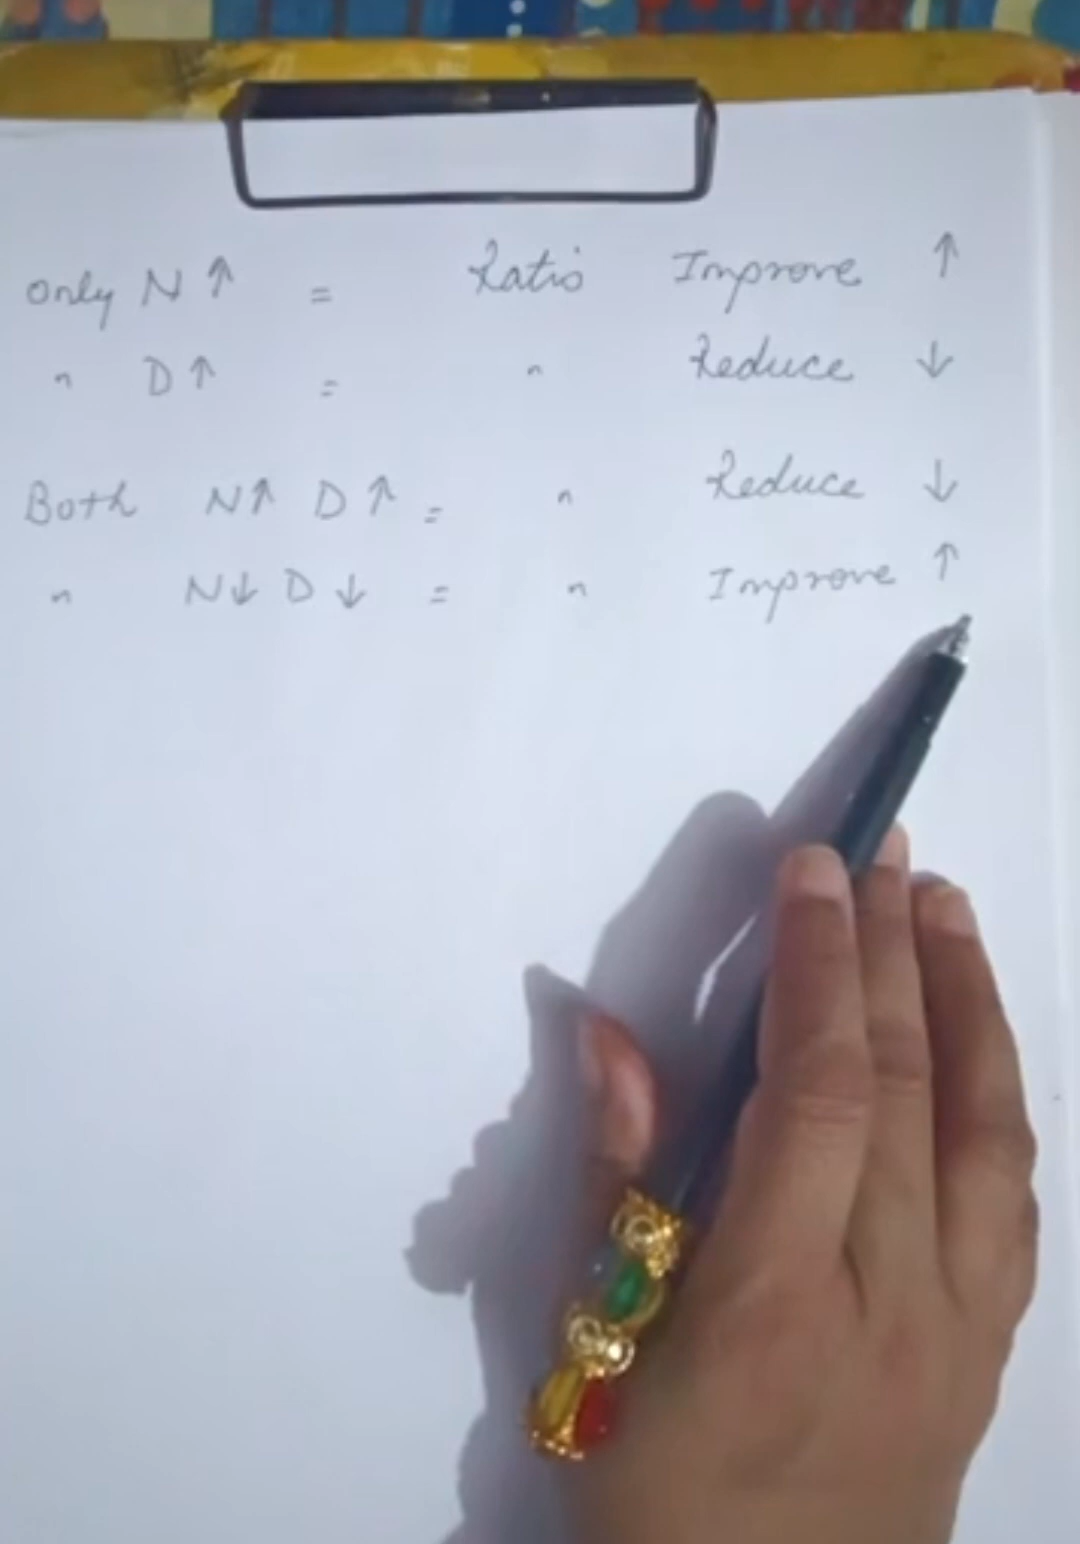 Only N ↑ = Ratio Improve ↑
" D ↑ = " Reduce ↓
Both N↑ D ↑ = " Reduce ↓
" N↓ D ↓ = " Improve ↑